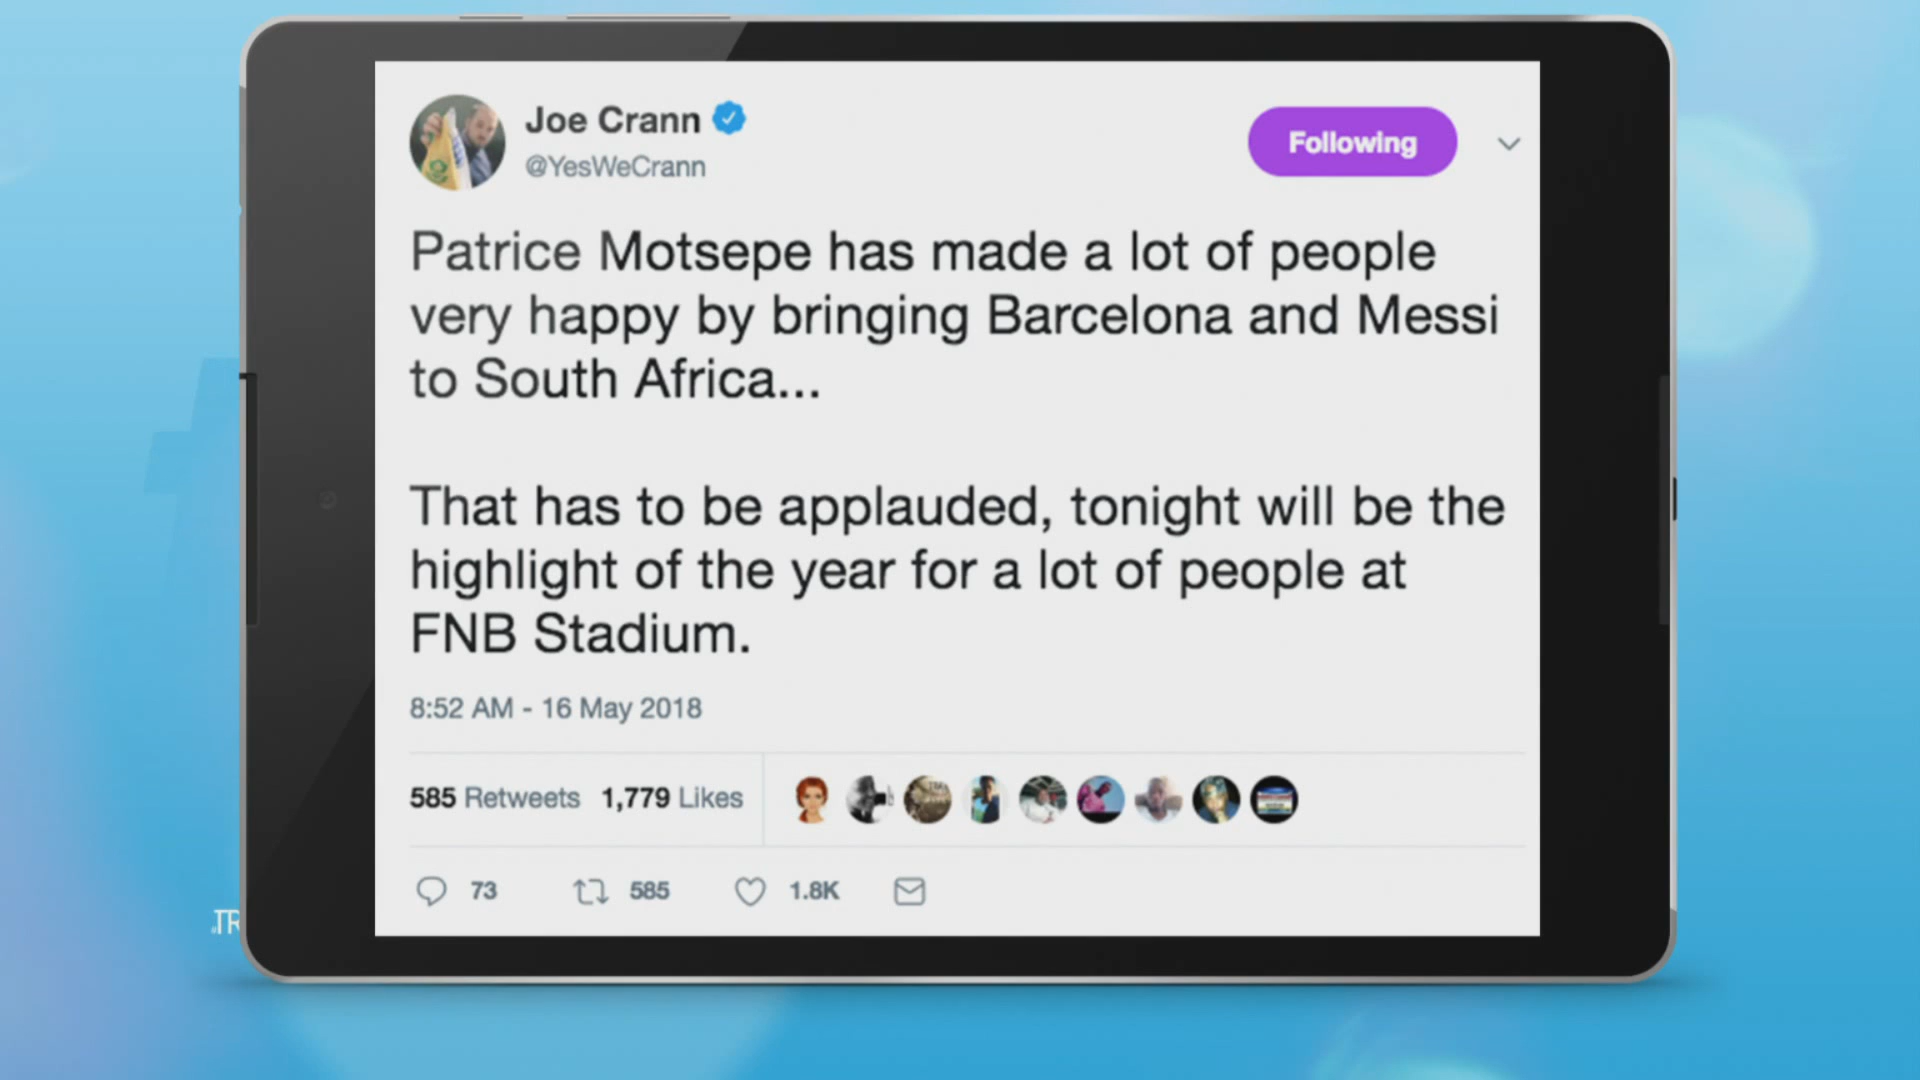 Joe Crann
@YesWeCrann
Following
Patrice Motsepe has made a lot of people
very happy by bringing Barcelona and Messi
to South Africa...
That has to be applauded, tonight will be the
highlight of the year for a lot of people at
FNB Stadium.
8:52 AM - 16 May 2018
585 Retweets 1,779 Likes
73 585 1.8K